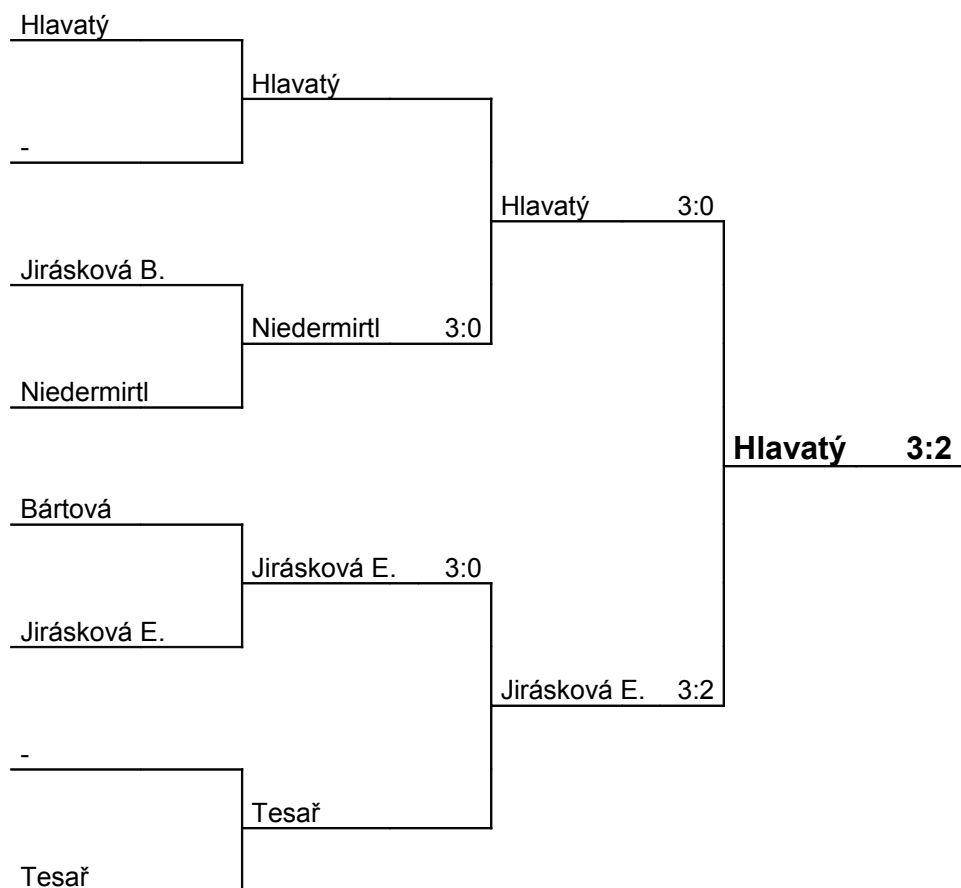 Hlavatý
Hlavatý
-
Hlavatý 3:0
Jirásková B.
Niedermirtl 3:0
Niedermirtl
Hlavatý 3:2
Bártová
Jirásková E. 3:0
Jirásková E.
Jirásková E. 3:2
-
Tesař
Tesař